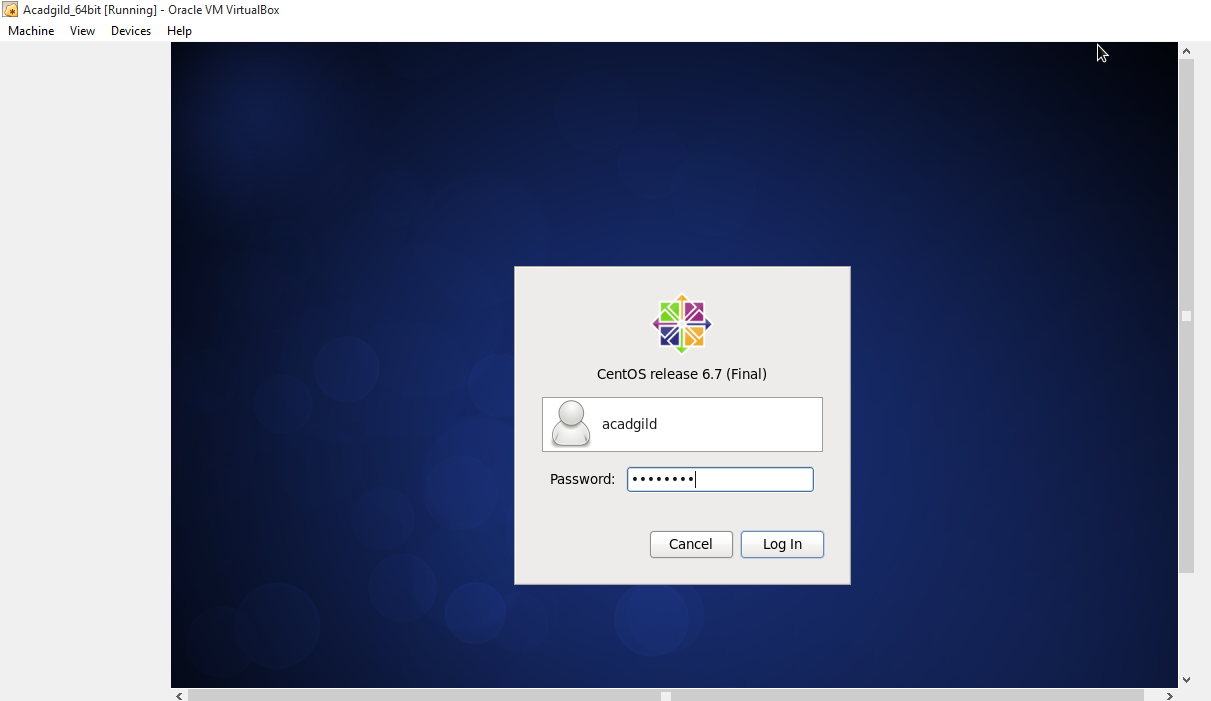 Acadgild_64bit [Running] - Oracle VM VirtualBox
Machine View Devices Help
CentOS release 6.7 (Final)
acadgild
Password: ••••••••
Cancel Log In